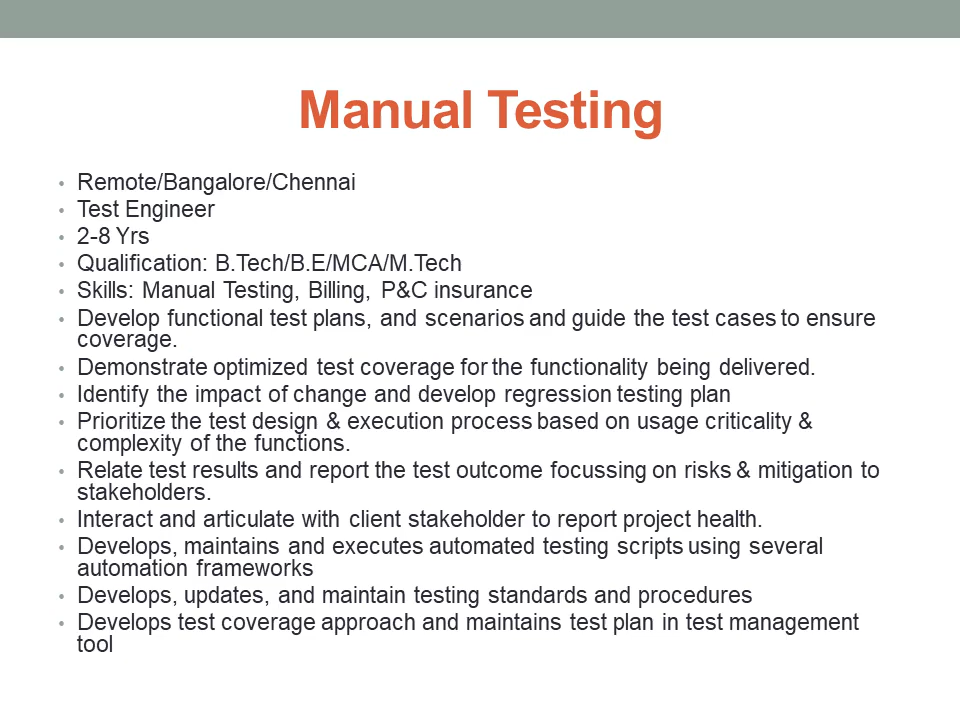 Manual Testing
• Remote/Bangalore/Chennai
• Test Engineer
• 2-8 Yrs
• Qualification: B.Tech/B.E/MCA/M.Tech
• Skills: Manual Testing, Billing, P&C insurance
• Develop functional test plans, and scenarios and guide the test cases to ensure
coverage.
• Demonstrate optimized test coverage for the functionality being delivered.
• Identify the impact of change and develop regression testing plan
• Prioritize the test design & execution process based on usage criticality &
complexity of the functions.
• Relate test results and report the test outcome focussing on risks & mitigation to
stakeholders.
• Interact and articulate with client stakeholder to report project health.
• Develops, maintains and executes automated testing scripts using several
automation frameworks
• Develops, updates, and maintain testing standards and procedures
• Develops test coverage approach and maintains test plan in test management
tool